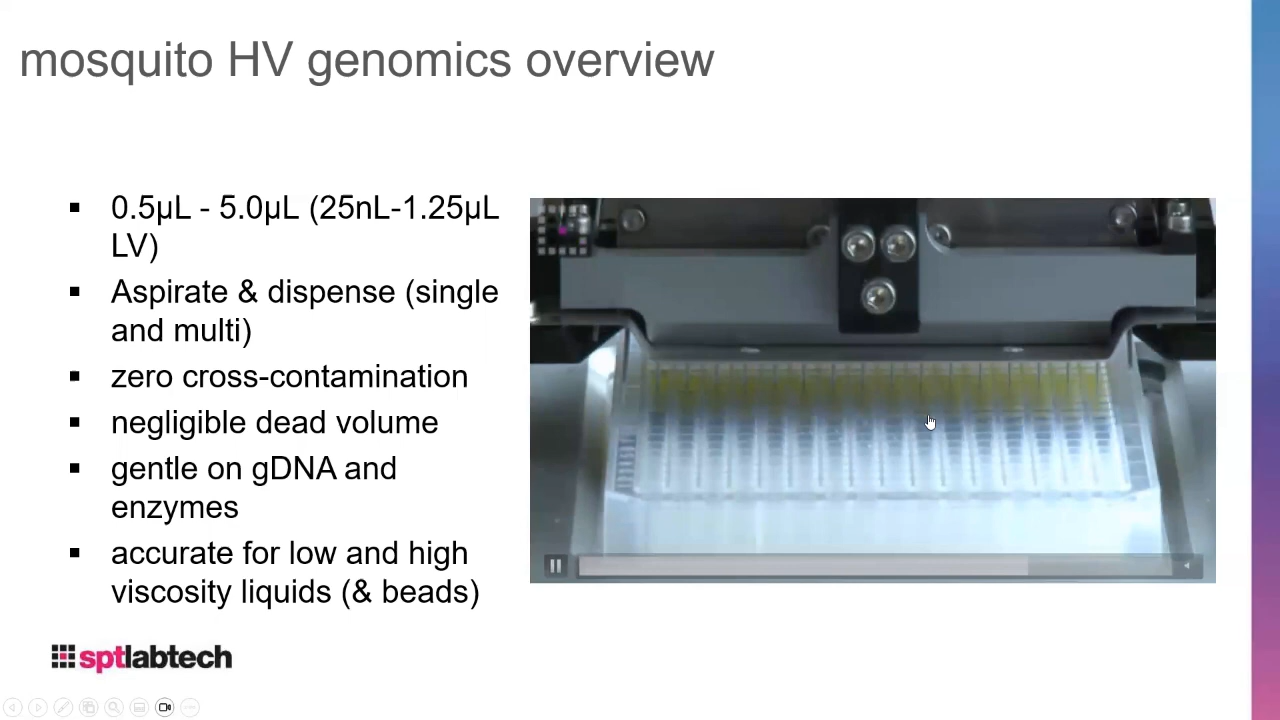 mosquito HV genomics overview
▪ 0.5µL - 5.0µL (25nL-1.25µL
LV)
▪ Aspirate & dispense (single
and multi)
▪ zero cross-contamination
▪ negligible dead volume
▪ gentle on gDNA and
enzymes
▪ accurate for low and high
viscosity liquids (& beads)
sptlabtech